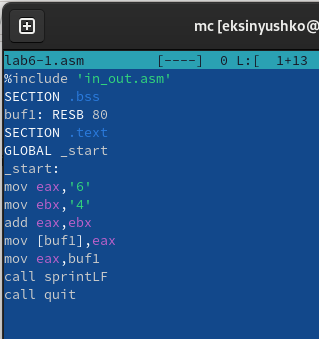 mc [eksinyushko@
lab6-1.asm [----] 0 L:[ 1+13
%include 'in_out.asm'
SECTION .bss
buf1: RESB 80
SECTION .text
GLOBAL _start
_start:
mov eax,'6'
mov ebx,'4'
add eax,ebx
mov [buf1],eax
mov eax,buf1
call sprintLF
call quit